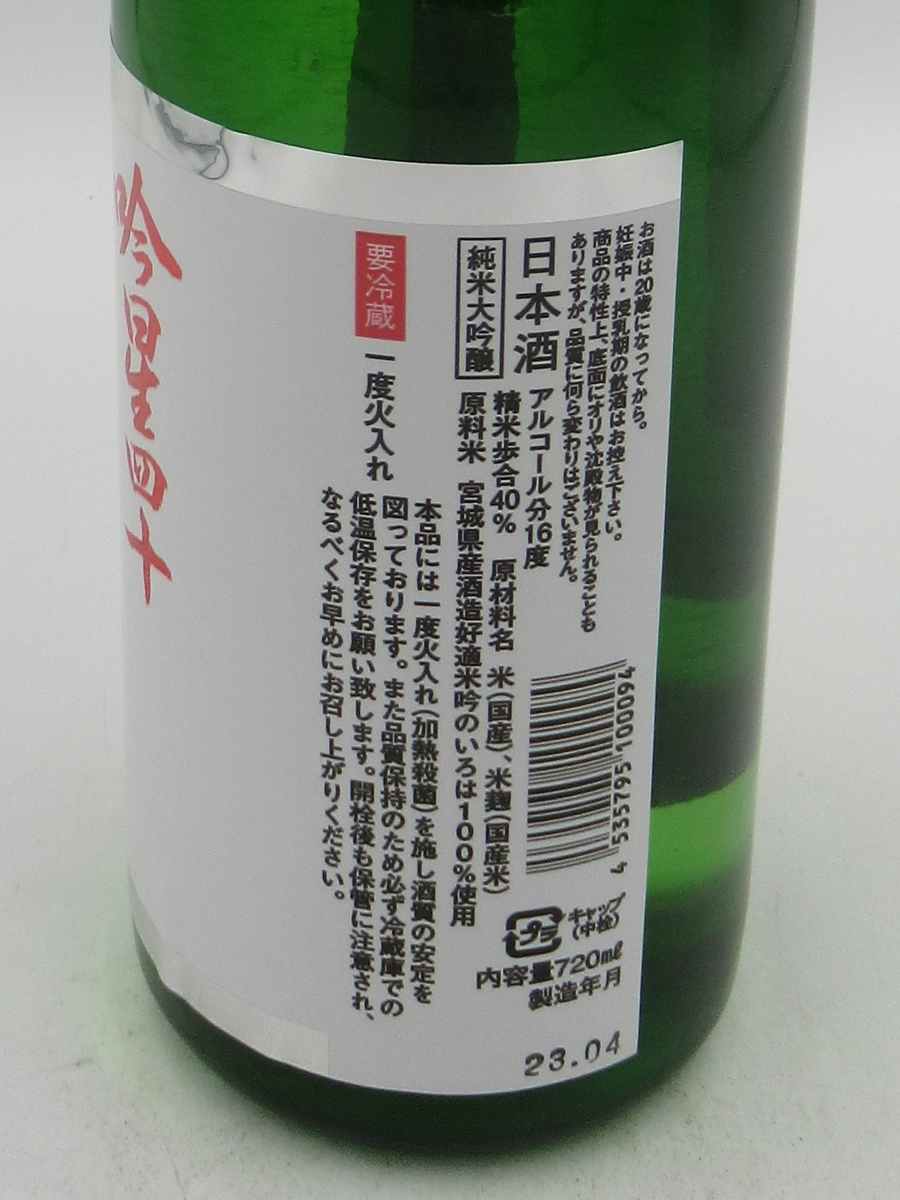 お酒は20歳になってから。
妊娠中・授乳期の飲酒はお控え下さい。
商品の特性上、底面にオリや沈殿物が見られることも
ありますが、品質に何ら変わりはございません。
日本酒
アルコール分16度
純米大吟醸
精米歩合40% 原材料名 米(国産)、米麹(国産米)
原料米 宮城県産酒造好適米吟のいろは100%使用
要冷蔵
一度火入れ
本品には一度火入れ(加熱殺菌)を施し酒質の安定を
図っております。また品質保持のため必ず冷蔵庫での
低温保存をお願い致します。開栓後も保管に注意され、
なるべくお早めにお召し上がりください。
4 535795 100094
プラ
キャップ
(中栓)
内容量720ml
製造年月
23.04
四十